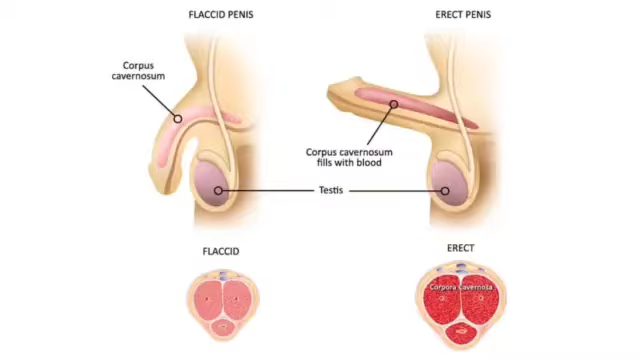 FLACCID PENIS
ERECT PENIS
Corpus
cavernosum
Corpus cavernosum
fills with blood
Testis
FLACCID
ERECT
Corpora Cavernosa